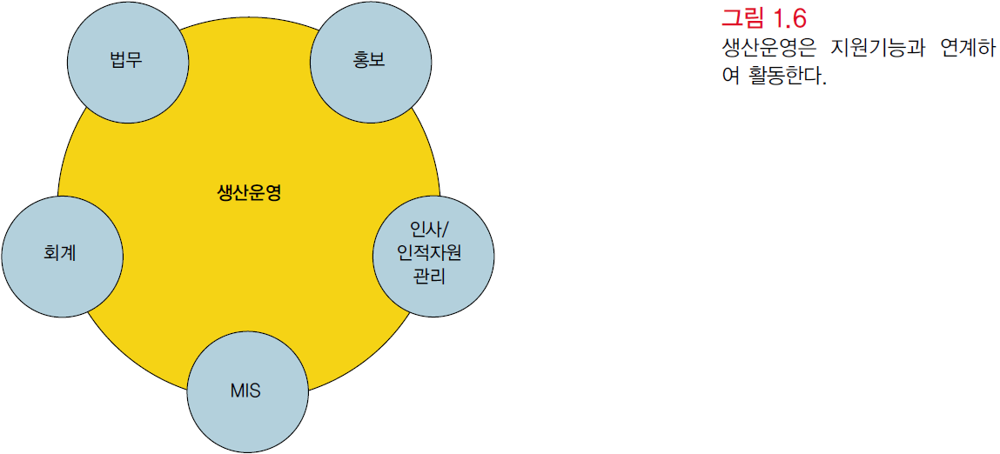 법무
홍보
생산운영
회계
인사/
인적자원
관리
MIS
그림 1.6
생산운영은 지원기능과 연계하
여 활동한다.